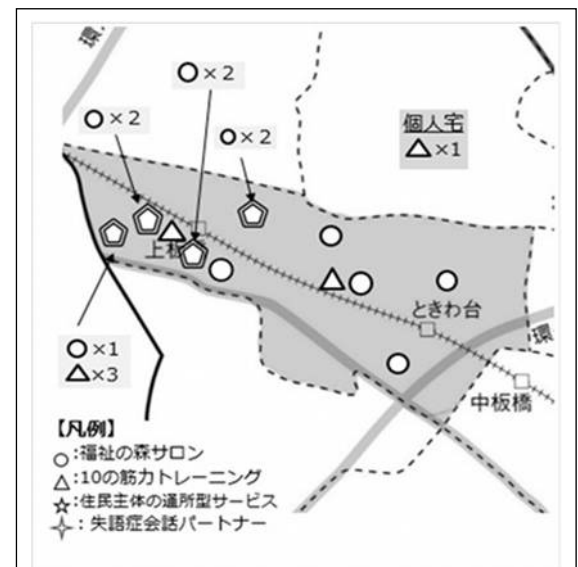 環
○×2
○×2
○×2
個人宅
△×1
上板
ときわ台
環
○×1
△×3
中板橋
【凡例】
○:福祉の森サロン
△:10の筋力トレーニング
☆:住民主体の通所型サービス
✧:失語症会話パートナー